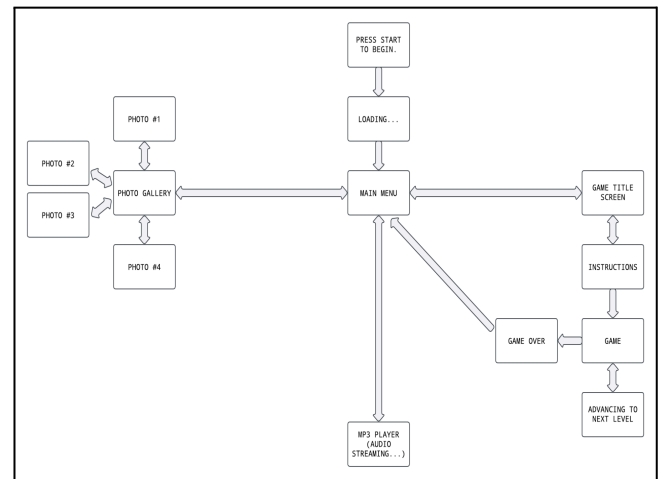 PRESS START
TO BEGIN.
LOADING...
PHOTO #1
PHOTO #2
PHOTO GALLERY
MAIN MENU
GAME TITLE
SCREEN
PHOTO #3
PHOTO #4
INSTRUCTIONS
GAME OVER
GAME
ADVANCING TO
NEXT LEVEL
MP3 PLAYER
(AUDIO
STREAMING...)